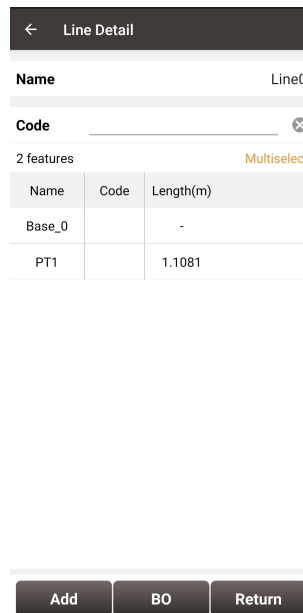 ← Line Detail
Name Line0
Code
2 features Multiselec
Name Code Length(m)
Base_0 -
PT1 1.1081
Add BO Return